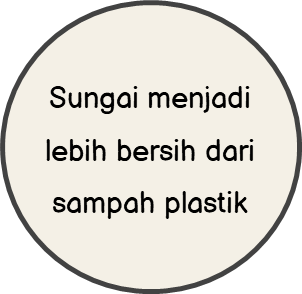 Sungai menjadi
lebih bersih dari
sampah plastik